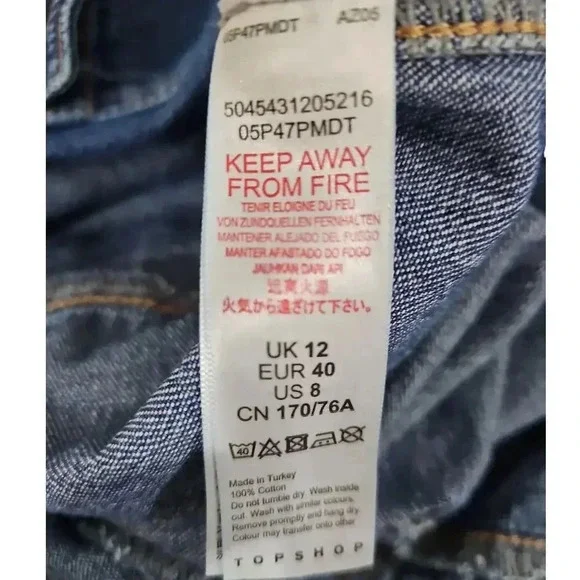 05P47PMDT AZ06
5045431205216
05P47PMDT
KEEP AWAY
FROM FIRE
TENIR ELOIGNE DU FEU
VON ZUNDQUELLEN FERNHALTEN
MANTENER ALEJADO DEL FUEGO
MANTER AFASTADO DO FOGO
JAUHKAN DARI API
远离火源
火気から遠ざけて下さい。
UK 12
EUR 40
US 8
CN 170/76A
40
Made in Turkey
100% Cotton
Do not tumble dry. Wash inside
out. Wash with similar colours.
Remove promptly and hang dry.
Colour may transfer onto other
TOPSHOP